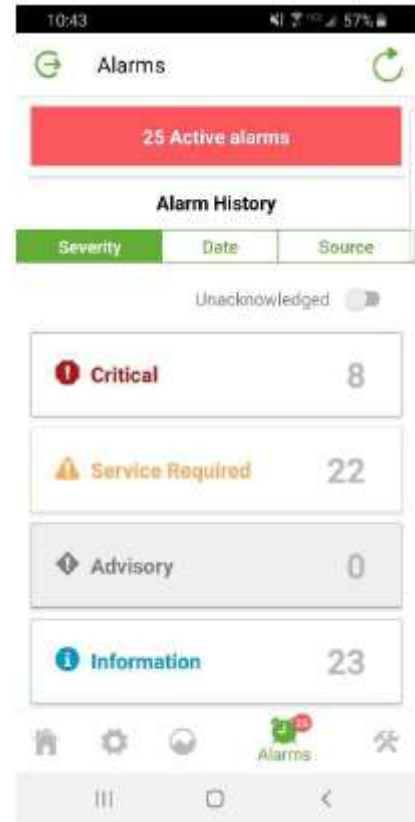 10:43 57%
Alarms
25 Active alarms
Alarm History
Severity Date Source
Unacknowledged
Critical 8
Service Required 22
Advisory 0
Information 23
25
Alarms